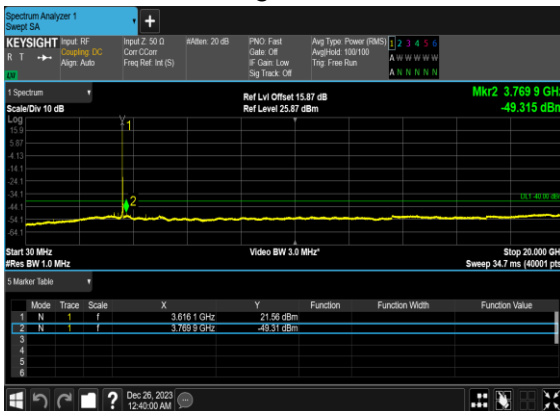 Spectrum Analyzer 1
Swept SA
KEYSIGHT
R T
LV
Input: RF
Coupling: DC
Align: Auto
Input Z: 50 Ω
Corr CCorr
Freq Ref: Int (S)
#Atten: 20 dB
PNO: Fast
Gate: Off
IF Gain: Low
Sig Track: Off
Avg Type: Power (RMS)
Avg|Hold: 100/100
Trig: Free Run
1 2 3 4 5 6
A W W W W W
A N N N N N
1 Spectrum
Scale/Div 10 dB
Ref Lvl Offset 15.87 dB
Ref Level 25.87 dBm
Mkr2 3.769 9 GHz
-49.315 dBm
Log
15.9
5.87
-4.13
-14.1
-24.1
-34.1
-44.1
-54.1
-64.1
1
2
DL1 -40.00 dBm
Start 30 MHz
#Res BW 1.0 MHz
Video BW 3.0 MHz*
Stop 20.000 GH
Sweep 34.7 ms (40001 pts
5 Marker Table
Mode Trace Scale X Y Function Function Width Function Value
1 N 1 f 3.616 1 GHz 21.56 dBm
2 N 1 f 3.769 9 GHz -49.31 dBm
3
4
5
6
?
Dec 26, 2023
12:40:00 AM